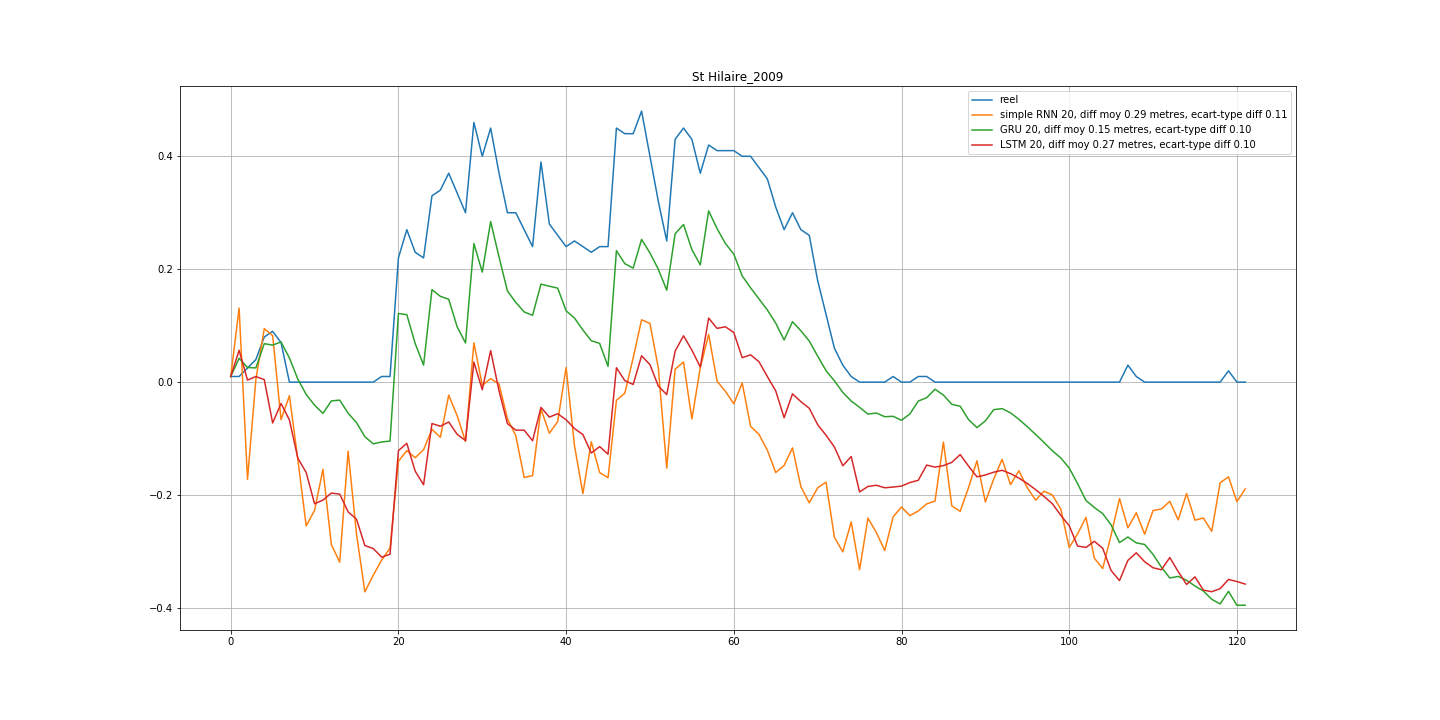 St Hilaire_2009
reel
simple RNN 20, diff moy 0.29 metres, ecart-type diff 0.11
GRU 20, diff moy 0.15 metres, ecart-type diff 0.10
LSTM 20, diff moy 0.27 metres, ecart-type diff 0.10
0.4
0.2
0.0
−0.2
−0.4
0 20 40 60 80 100 120